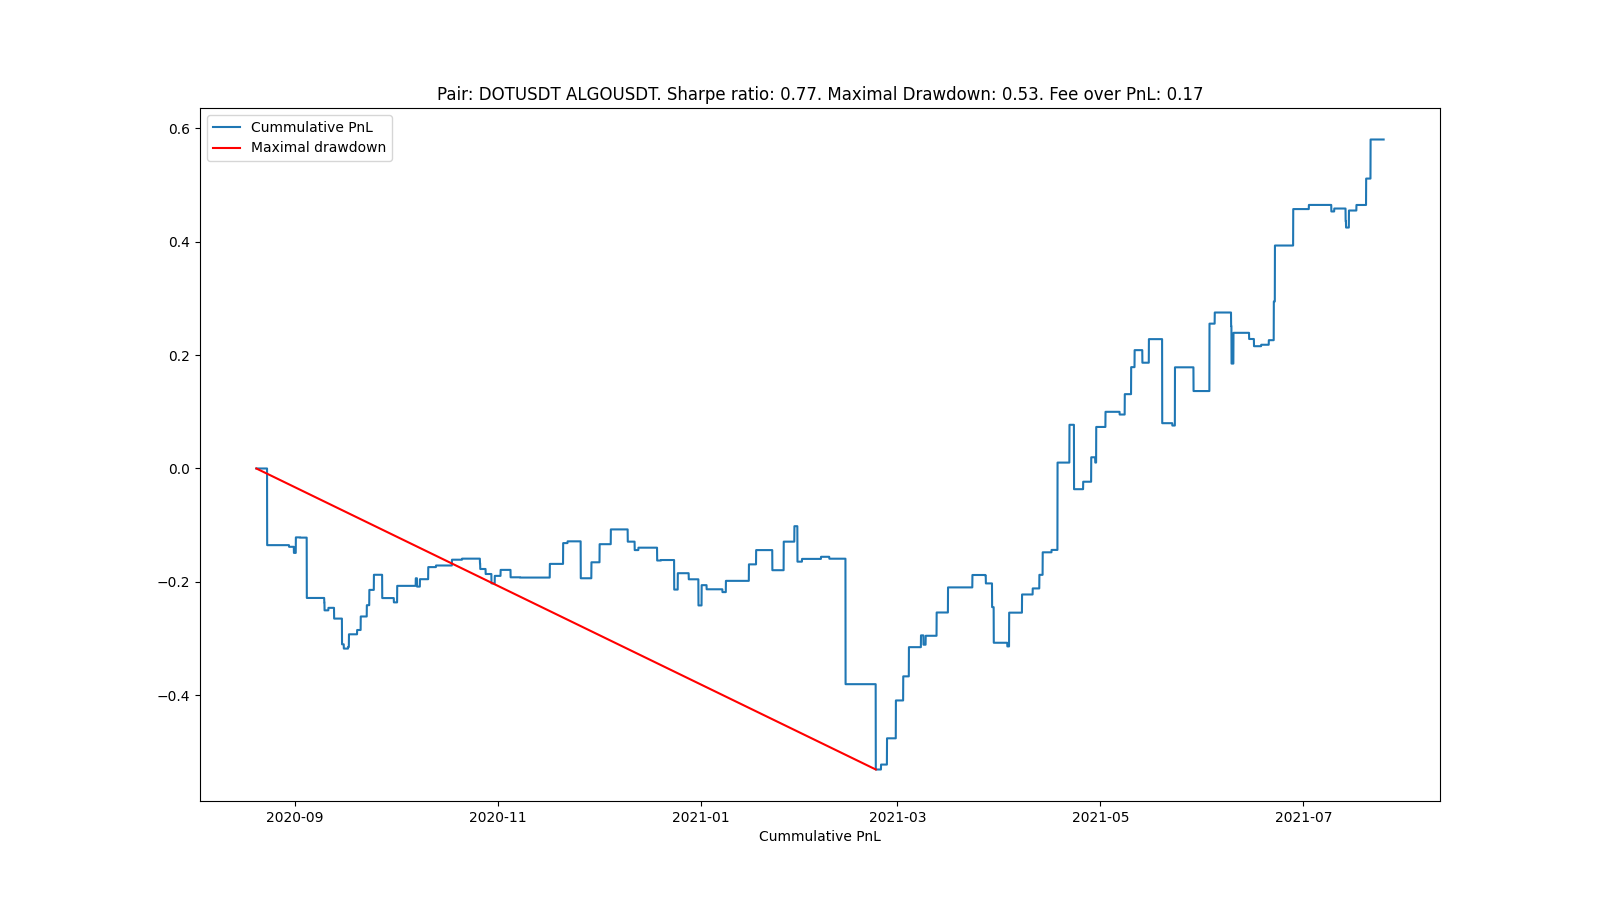 Pair: DOTUSDT ALGOUSDT. Sharpe ratio: 0.77. Maximal Drawdown: 0.53. Fee over PnL: 0.17
Cummulative PnL
Maximal drawdown
0.6
0.4
0.2
0.0
−0.2
−0.4
2020-09 2020-11 2021-01 2021-03 2021-05 2021-07
Cummulative PnL